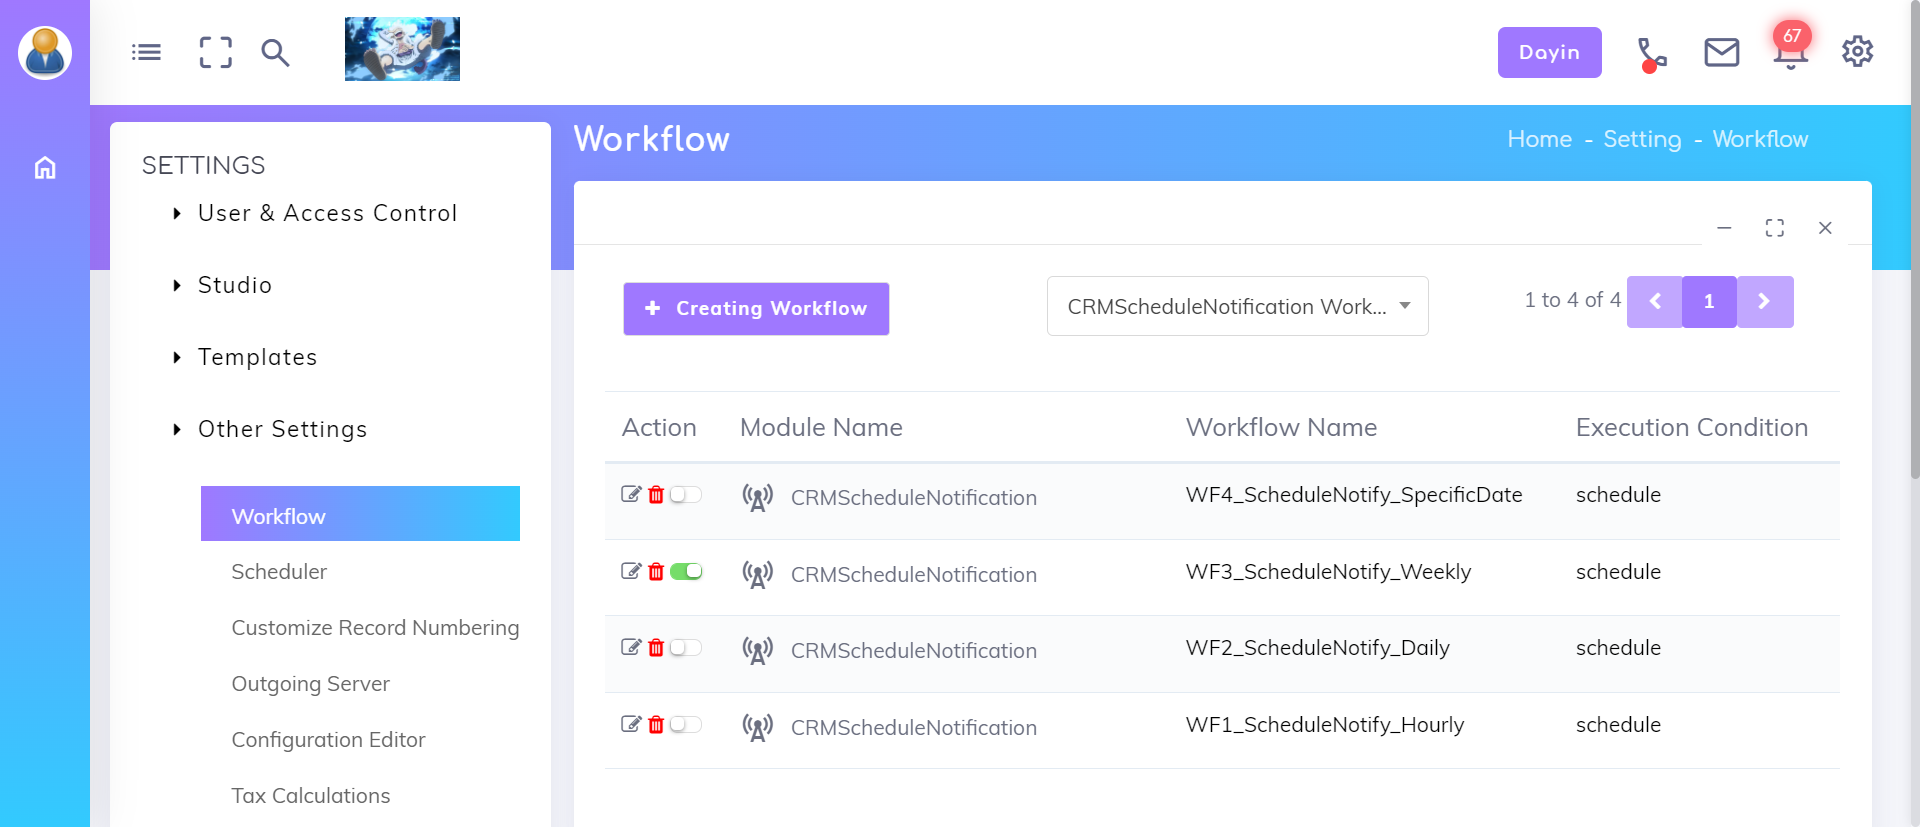 Dayin
67
SETTINGS
User & Access Control
Studio
Templates
Other Settings
Workflow
Scheduler
Customize Record Numbering
Outgoing Server
Configuration Editor
Tax Calculations
Workflow
Home - Setting - Workflow
+ Creating Workflow
CRMScheduleNotification Work...
1 to 4 of 4
1
Action Module Name Workflow Name Execution Condition
CRMScheduleNotification WF4_ScheduleNotify_SpecificDate schedule
CRMScheduleNotification WF3_ScheduleNotify_Weekly schedule
CRMScheduleNotification WF2_ScheduleNotify_Daily schedule
CRMScheduleNotification WF1_ScheduleNotify_Hourly schedule